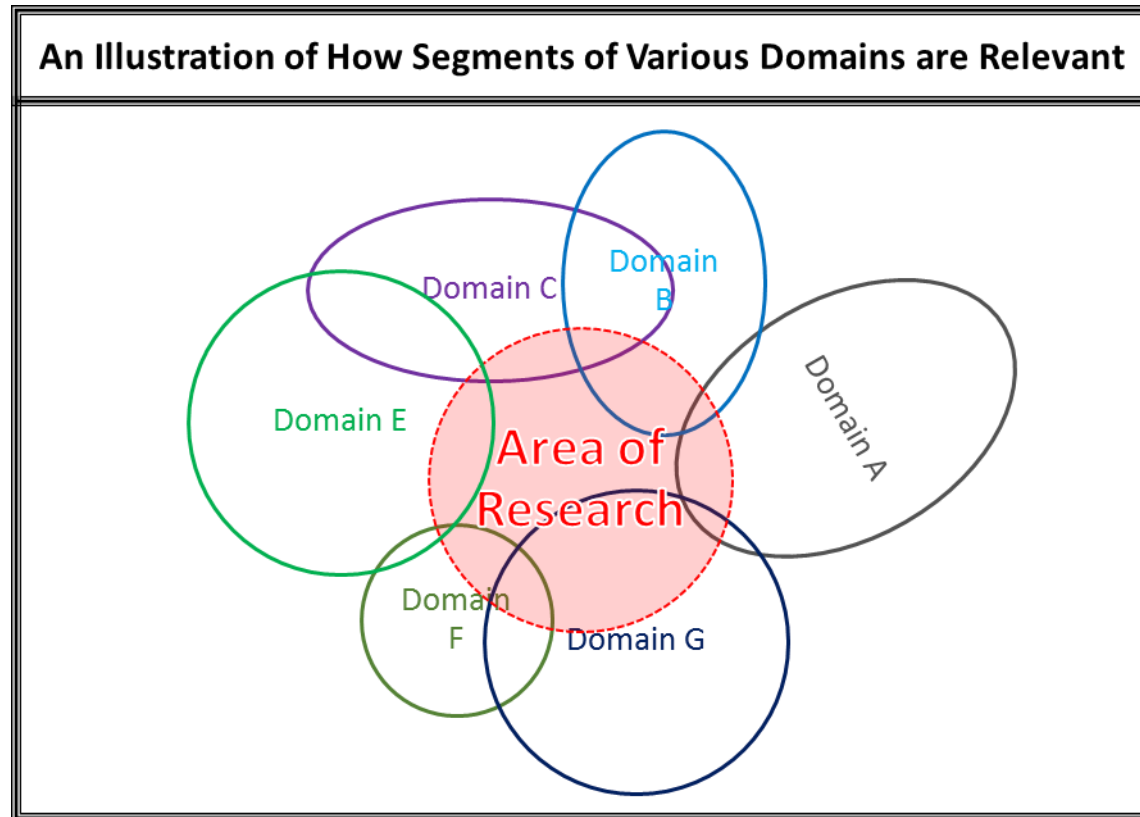 An Illustration of How Segments of Various Domains are Relevant
Domain
B
Domain C
Domain A
Domain E
Area of
Research
Domain
F
Domain G